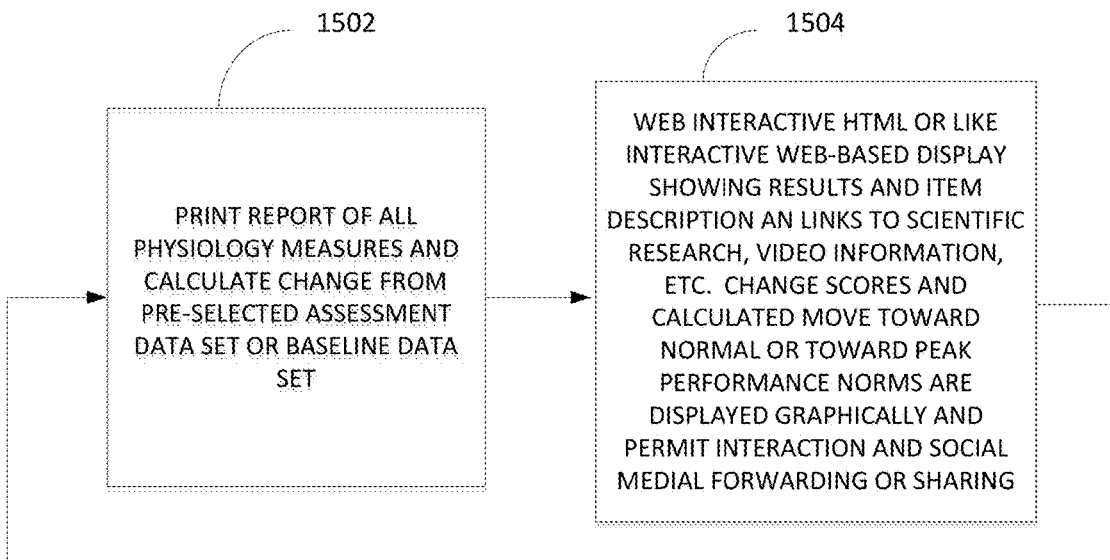 1502
PRINT REPORT OF ALL
PHYSIOLOGY MEASURES AND
CALCULATE CHANGE FROM
PRE-SELECTED ASSESSMENT
DATA SET OR BASELINE DATA
SET
1504
WEB INTERACTIVE HTML OR LIKE
INTERACTIVE WEB-BASED DISPLAY
SHOWING RESULTS AND ITEM
DESCRIPTION AN LINKS TO SCIENTIFIC
RESEARCH, VIDEO INFORMATION,
ETC. CHANGE SCORES AND
CALCULATED MOVE TOWARD
NORMAL OR TOWARD PEAK
PERFORMANCE NORMS ARE
DISPLAYED GRAPHICALLY AND
PERMIT INTERACTION AND SOCIAL
MEDIAL FORWARDING OR SHARING